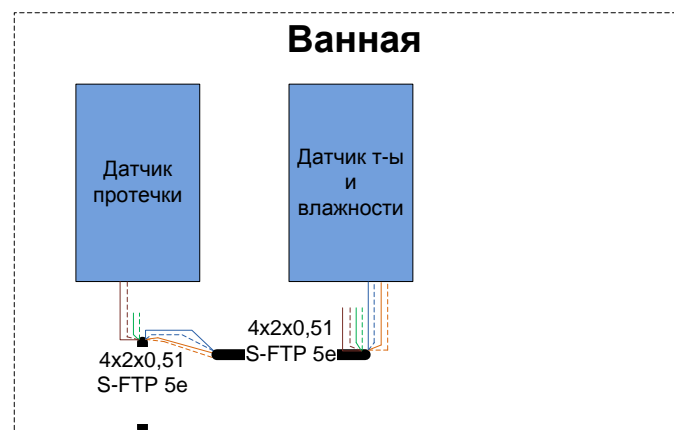 Ванная
Датчик
протечки
Датчик т-ы
и
влажности
4x2x0,51
S-FTP 5e
4x2x0,51
S-FTP 5e